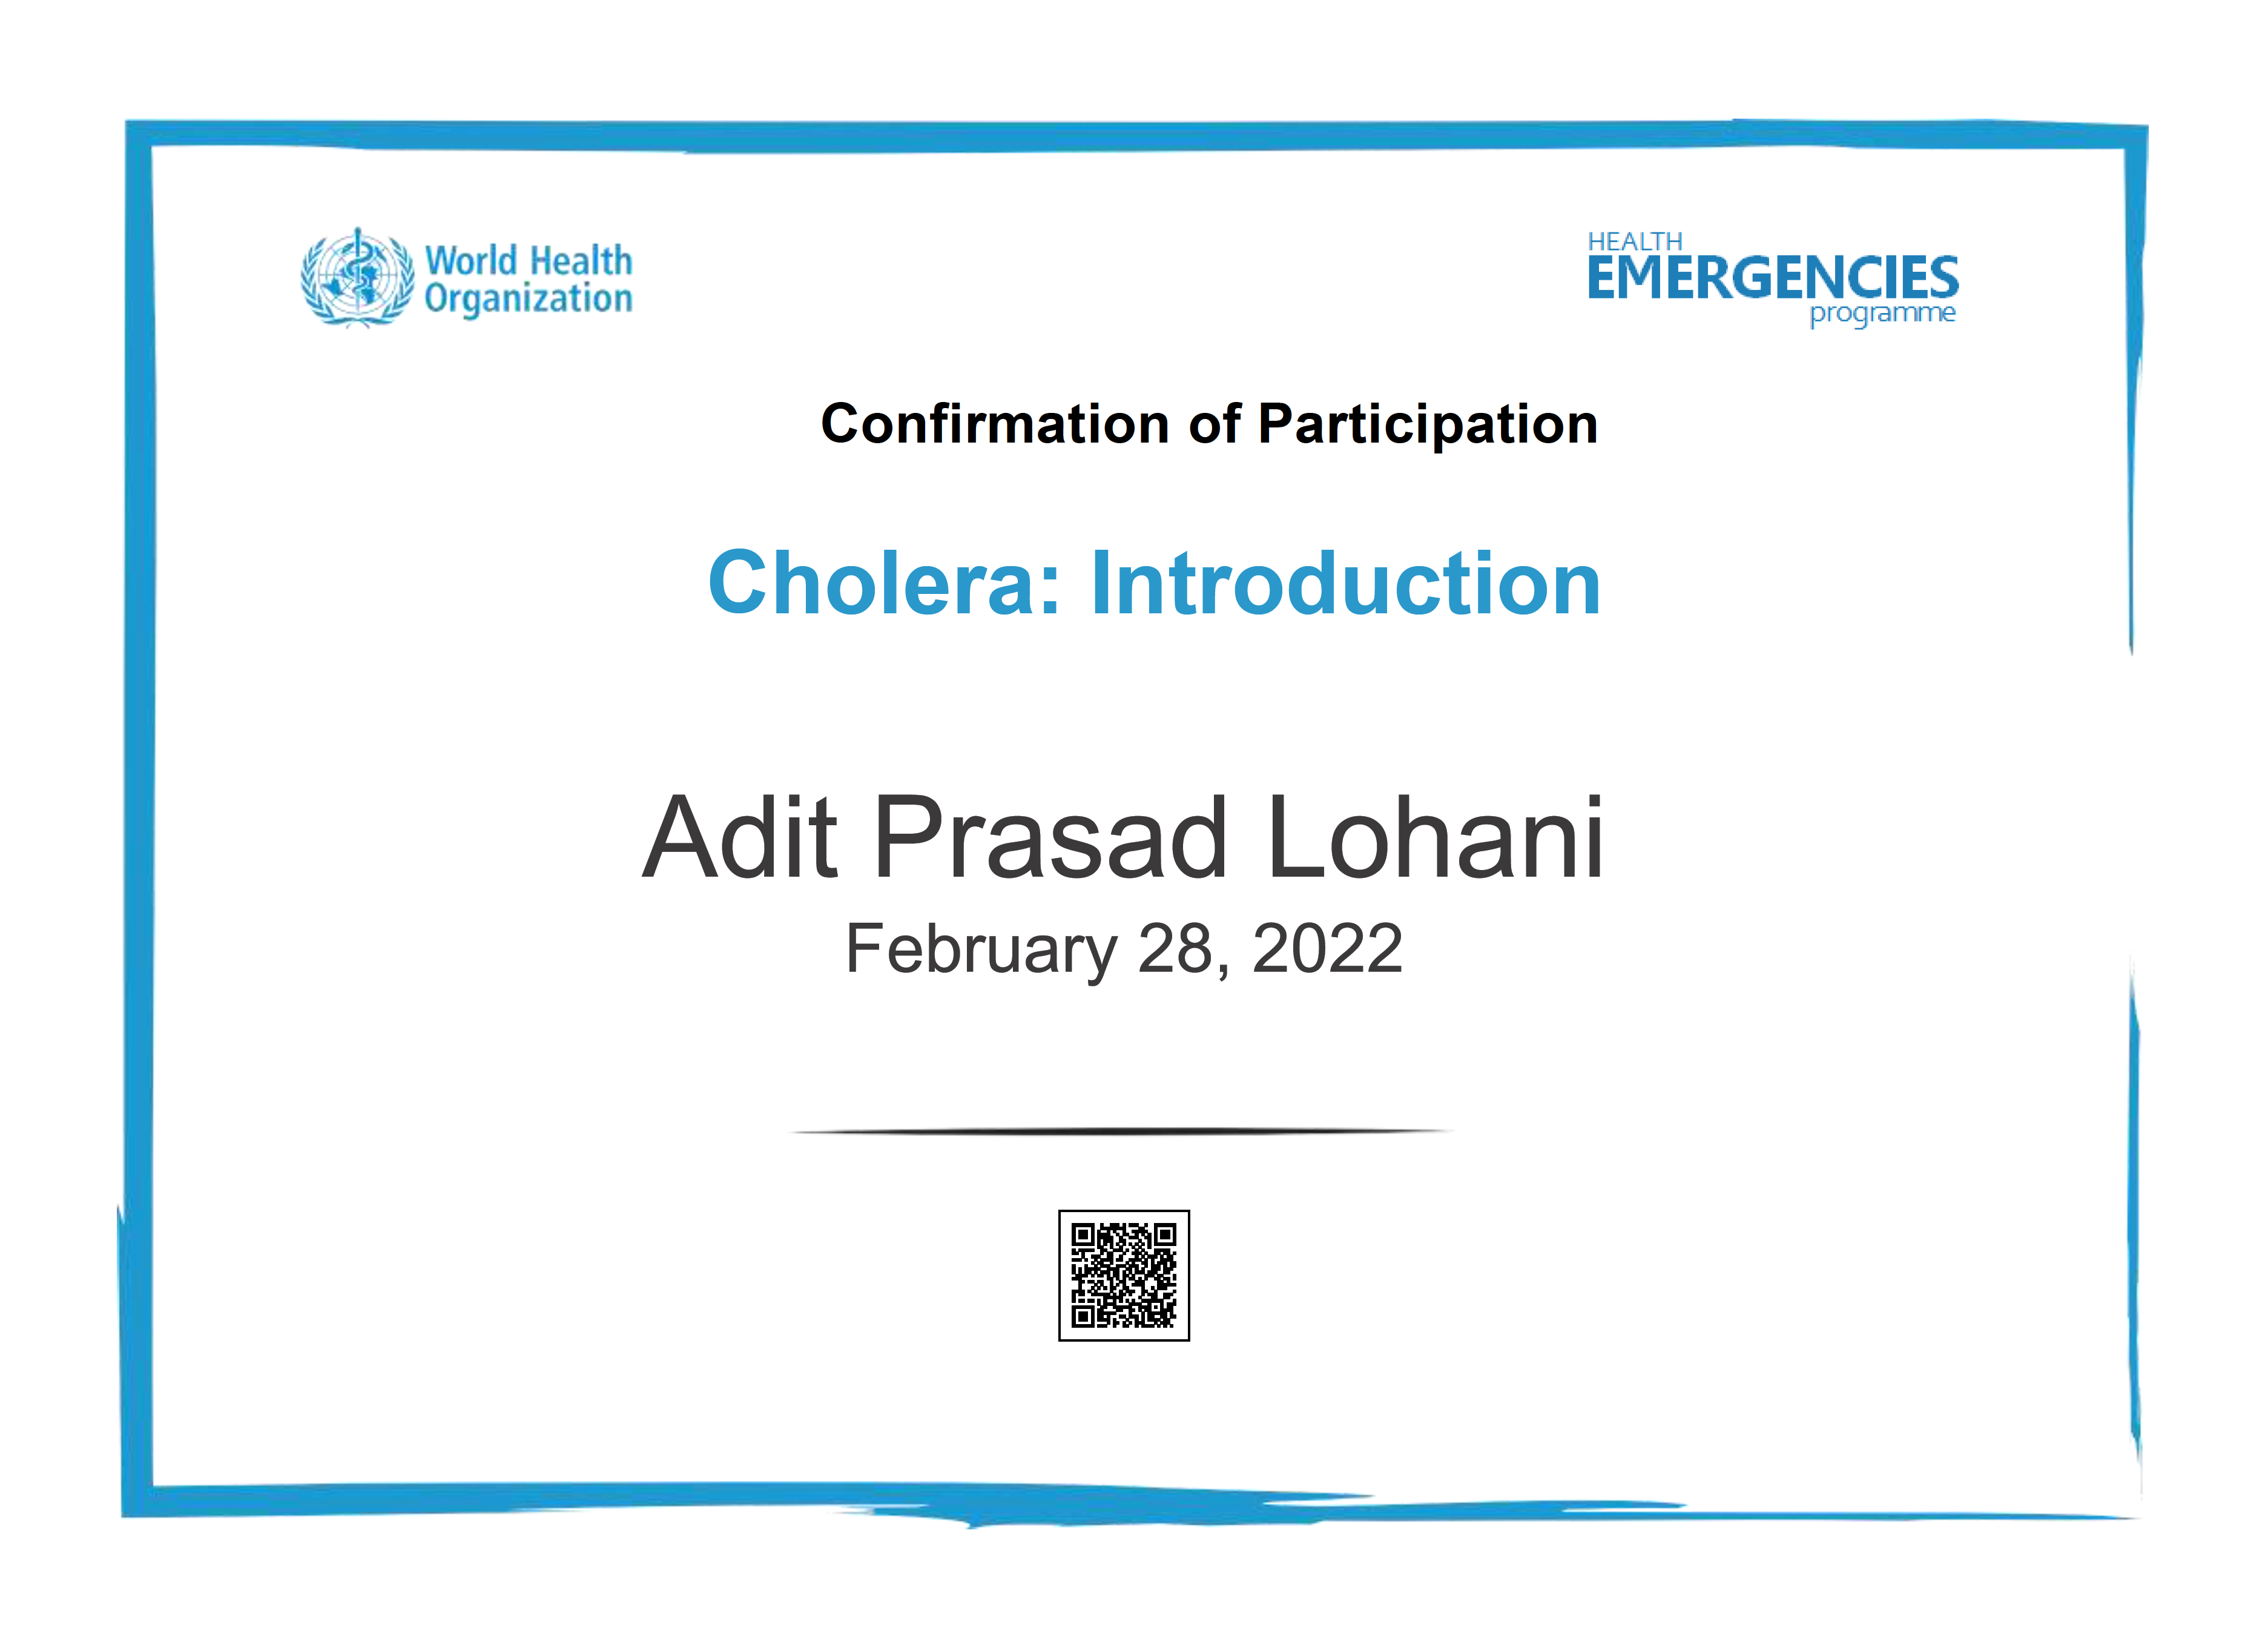 World Health
Organization
HEALTH
EMERGENCIES
programme
Confirmation of Participation
Cholera: Introduction
Adit Prasad Lohani
February 28, 2022